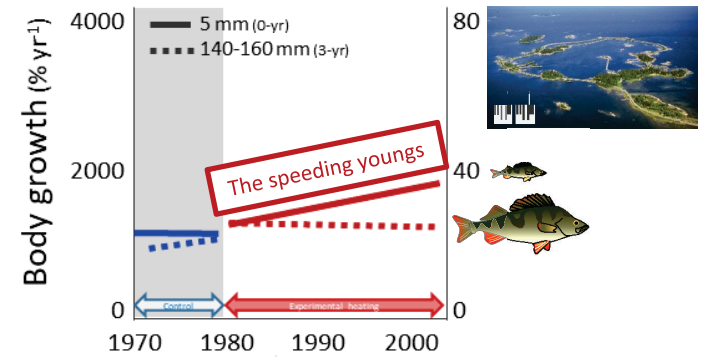 4000
80
5 mm (0-yr)
140-160 mm (3-yr)
Body growth (% yr⁻¹)
The speeding youngs
2000
40
0
0
Control
Experimental heating
1970
1980
1990
2000